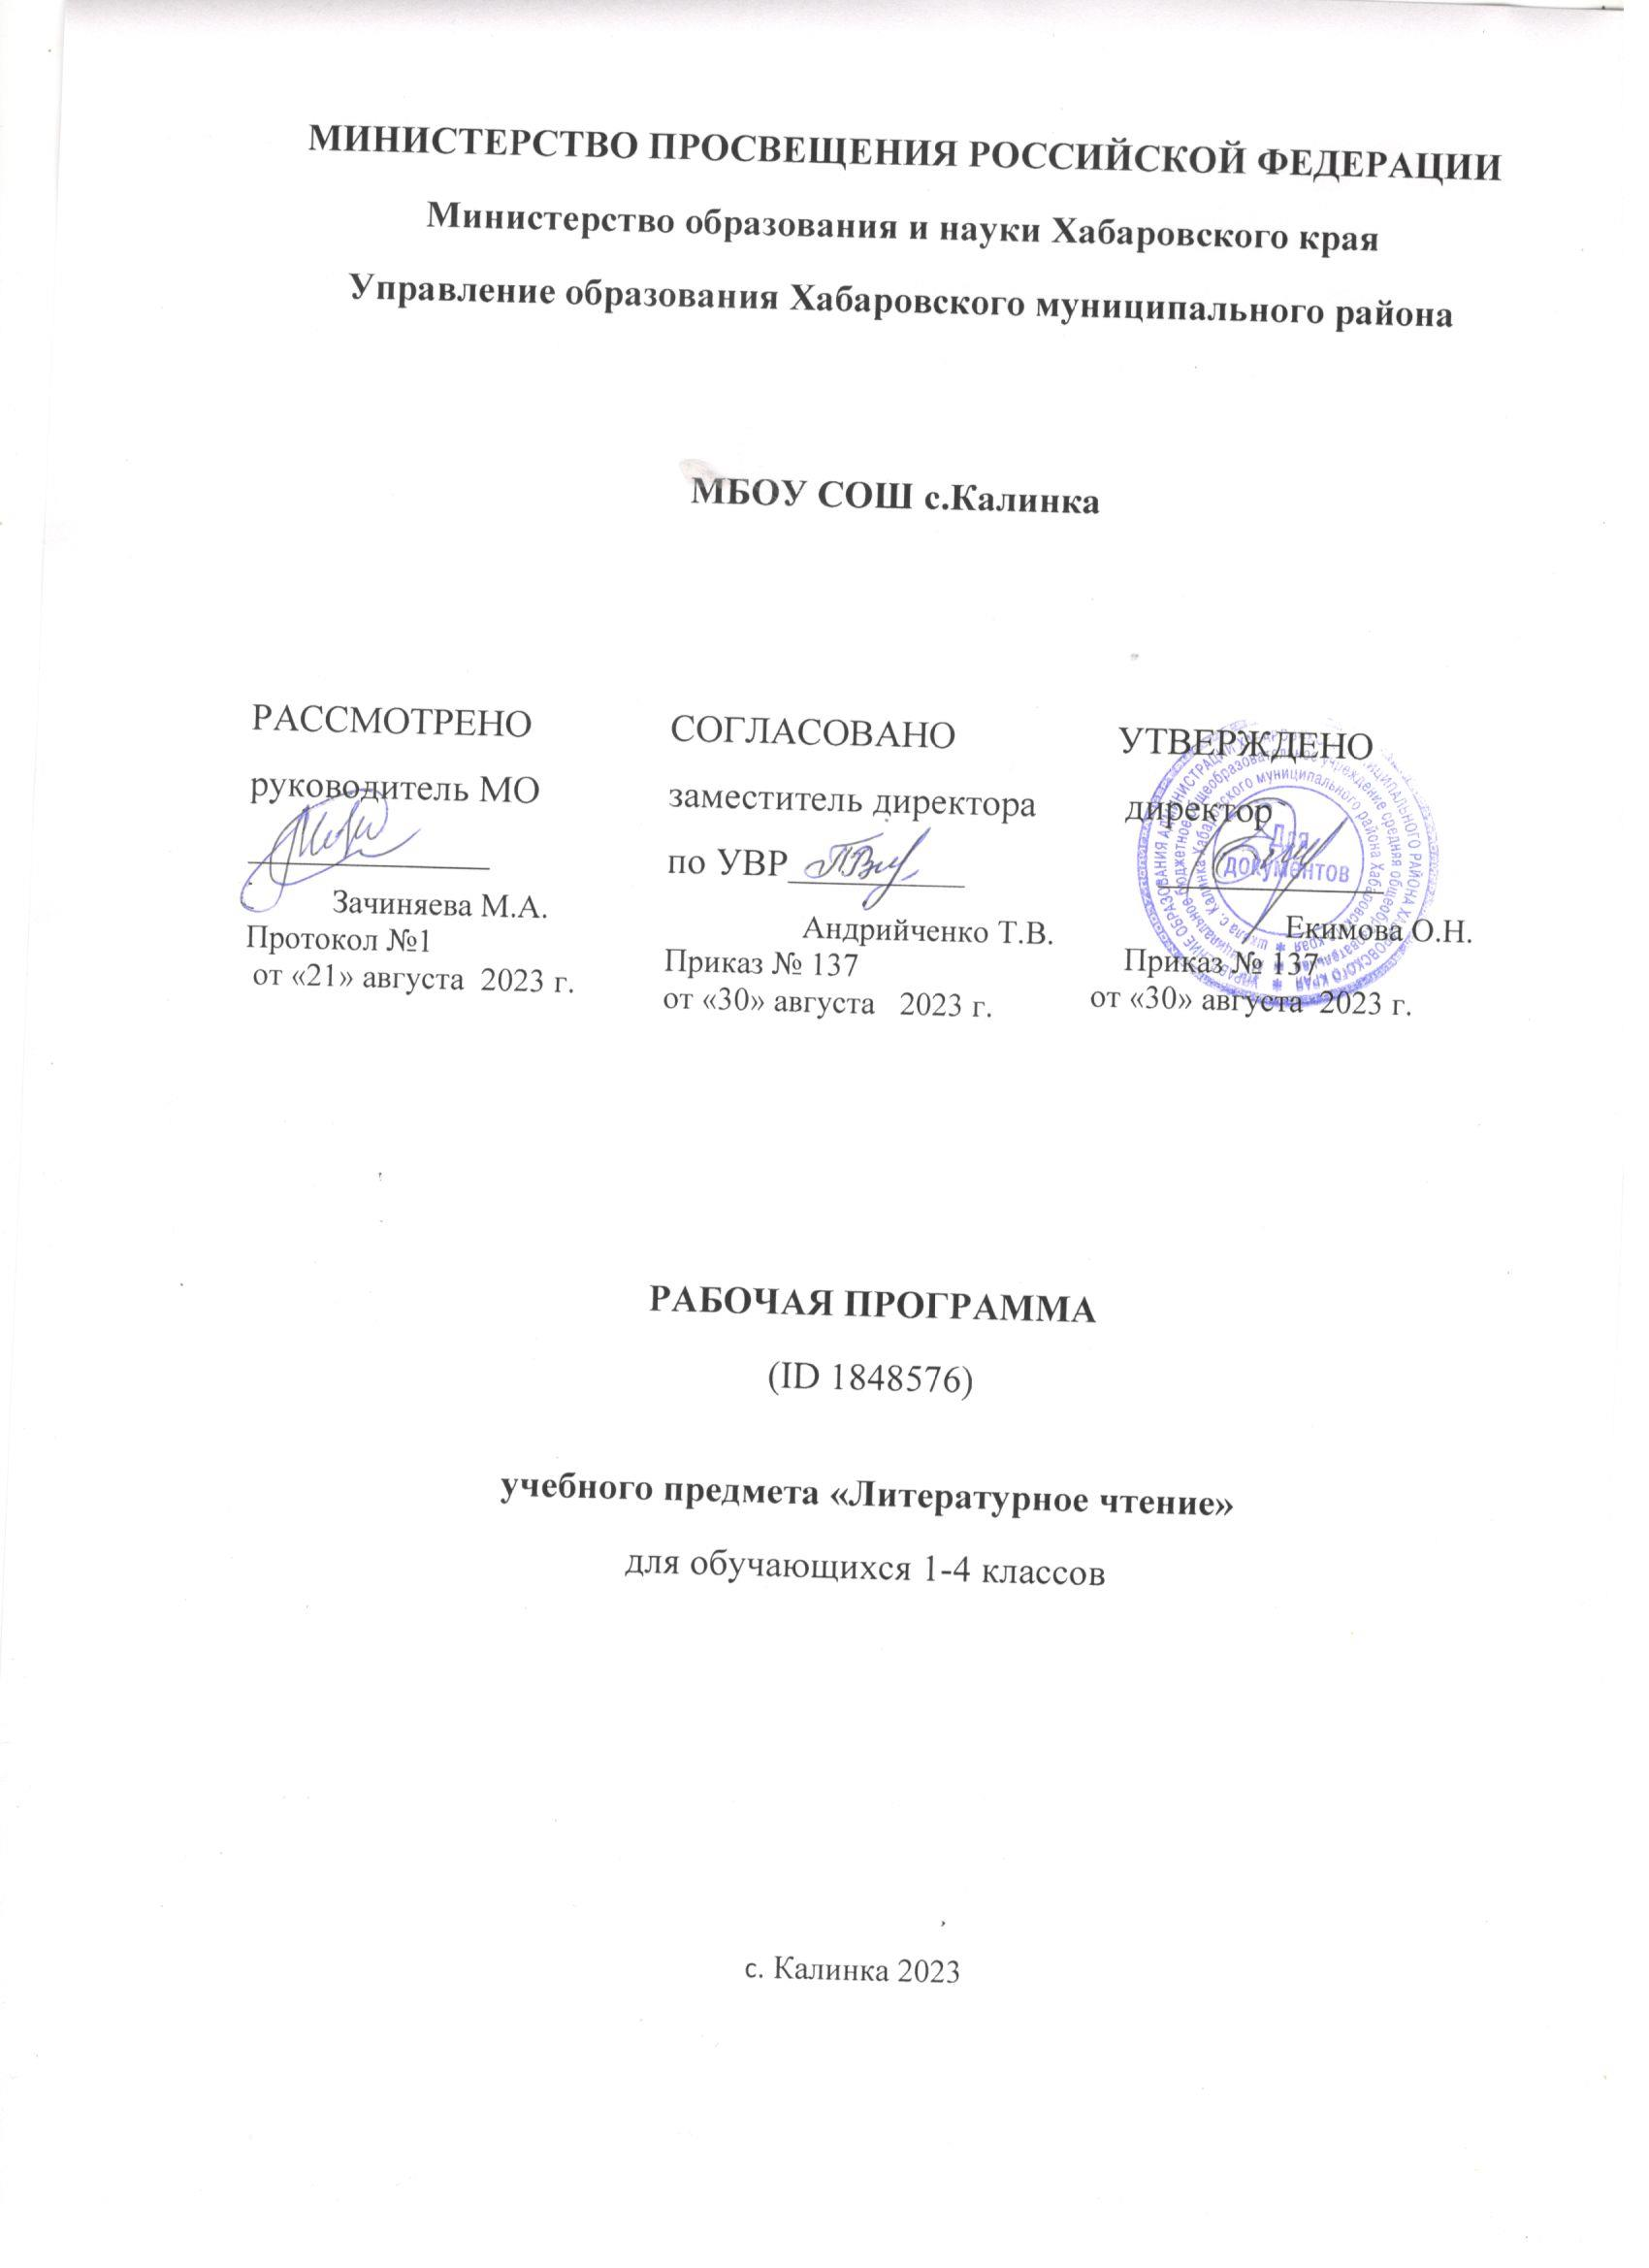 МИНИСТЕРСТВО ПРОСВЕЩЕНИЯ РОССИЙСКОЙ ФЕДЕРАЦИИ
Министерство образования и науки Хабаровского края
Управление образования Хабаровского муниципального района
МБОУ СОШ с.Калинка
РАССМОТРЕНО
руководитель МО
Зачиняева М.А.
Протокол №1
от «21» августа 2023 г.
СОГЛАСОВАНО
заместитель директора
по УВР
Андрийченко Т.В.
Приказ № 137
от «30» августа 2023 г.
УТВЕРЖДЕНО
директор
Для
документов
Екимова О.Н.
Приказ № 137
от «30» августа 2023 г.
РАБОЧАЯ ПРОГРАММА
(ID 1848576)
учебного предмета «Литературное чтение»
для обучающихся 1-4 классов
с. Калинка 2023